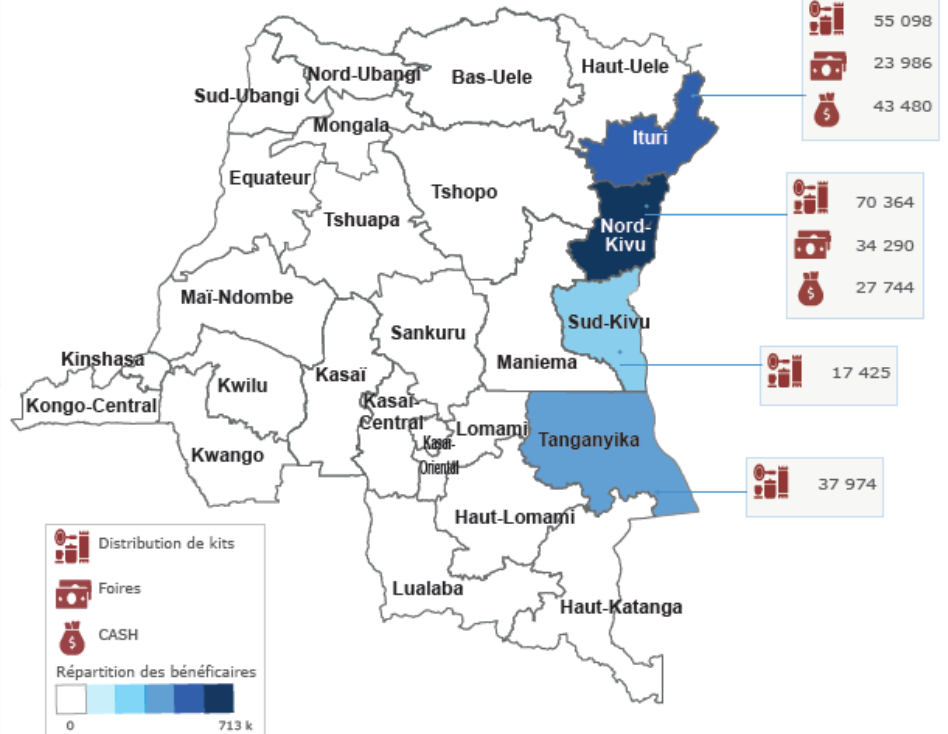 55 098
23 986
43 480
Haut-Uele
Nord-Ubangi
Bas-Uele
Sud-Ubangi
Mongala
Ituri
Equateur
Tshopo
Tshuapa
70 364
Nord-
Kivu
34 290
27 744
Maï-Ndombe
Sud-Kivu
Sankuru
Kinshasa
Maniema
17 425
Kasaï
Kwilu
Kongo-Central
Kasaï-
Central
Lomami
Kasaï-
Oriental
Tanganyika
Kwango
37 974
Haut-Lomami
Lualaba
Haut-Katanga
Distribution de kits
Foires
CASH
Répartition des bénéficaires
0
713 k